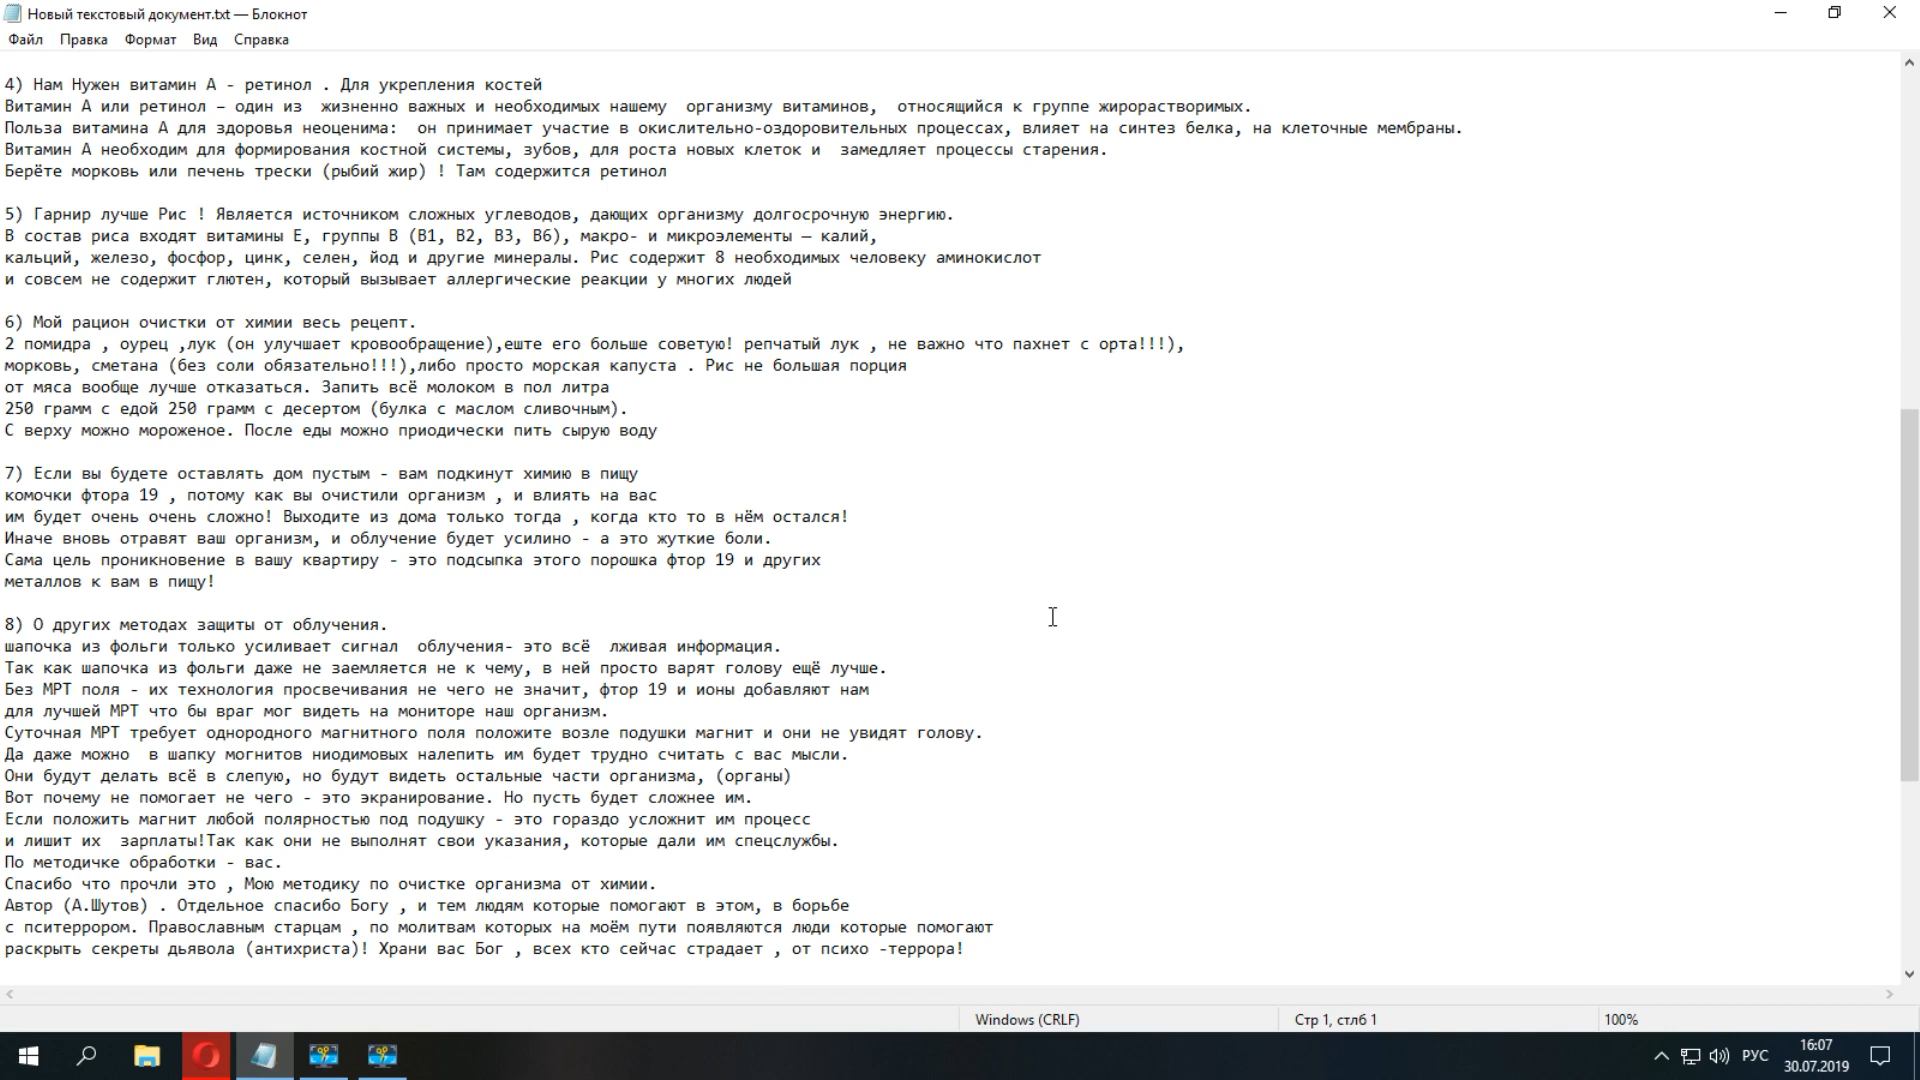 Новый текстовый документ.txt — Блокнот
Файл Правка Формат Вид Справка
4) Нам Нужен витамин А - ретинол . Для укрепления костей
Витамин А или ретинол – один из  жизненно важных и необходимых нашему  организму витаминов,  относящийся к группе жирорастворимых.
Польза витамина А для здоровья неоценима:  он принимает участие в окислительно-оздоровительных процессах, влияет на синтез белка, на клеточные мембраны.
Витамин А необходим для формирования костной системы, зубов, для роста новых клеток и  замедляет процессы старения.
Берёте морковь или печень трески (рыбий жир) ! Там содержится ретинол
5) Гарнир лучше Рис ! Является источником сложных углеводов, дающих организму долгосрочную энергию.
В состав риса входят витамины Е, группы В (В1, В2, В3, В6), макро- и микроэлементы — калий,
кальций, железо, фосфор, цинк, селен, йод и другие минералы. Рис содержит 8 необходимых человеку аминокислот
и совсем не содержит глютен, который вызывает аллергические реакции у многих людей
6) Мой рацион очистки от химии весь рецепт.
2 помидра , оурец ,лук (он улучшает кровообращение),еште его больше советую! репчатый лук , не важно что пахнет с орта!!!),
морковь, сметана (без соли обязательно!!!),либо просто морская капуста . Рис не большая порция
от мяса вообще лучше отказаться. Запить всё молоком в пол литра
250 грамм с едой 250 грамм с десертом (булка с маслом сливочным).
С верху можно мороженое. После еды можно приодически пить сырую воду
7) Если вы будете оставлять дом пустым - вам подкинут химию в пищу
комочки фтора 19 , потому как вы очистили организм , и влиять на вас
им будет очень очень сложно! Выходите из дома только тогда , когда кто то в нём остался!
Иначе вновь отравят ваш организм, и облучение будет усилино - а это жуткие боли.
Сама цель проникновение в вашу квартиру - это подсыпка этого порошка фтор 19 и других
металлов к вам в пищу!
8) О других методах защиты от облучения.
шапочка из фольги только усиливает сигнал  облучения- это всё  лживая информация.
Так как шапочка из фольги даже не заемляется не к чему, в ней просто варят голову ещё лучше.
Без МРТ поля - их технология просвечивания не чего не значит, фтор 19 и ионы добавляют нам
для лучшей МРТ что бы враг мог видеть на мониторе наш организм.
Суточная МРТ требует однородного магнитного поля положите возле подушки магнит и они не увидят голову.
Да даже можно  в шапку могнитов ниодимовых налепить им будет трудно считать с вас мысли.
Они будут делать всё в слепую, но будут видеть остальные части организма, (органы)
Вот почему не помогает не чего - это экранирование. Но пусть будет сложнее им.
Если положить магнит любой полярностью под подушку - это гораздо усложнит им процесс
и лишит их  зарплаты!Так как они не выполнят свои указания, которые дали им спецслужбы.
По методичке обработки - вас.
Спасибо что прочли это , Мою методику по очистке организма от химии.
Автор (А.Шутов) . Отдельное спасибо Богу , и тем людям которые помогают в этом, в борьбе
с пситеррором. Православным старцам , по молитвам которых на моём пути появляются люди которые помогают
раскрыть секреты дьявола (антихриста)! Храни вас Бог , всех кто сейчас страдает , от психо -террора!
Windows (CRLF) Стр 1, стлб 1 100%
РУС 16:07
30.07.2019